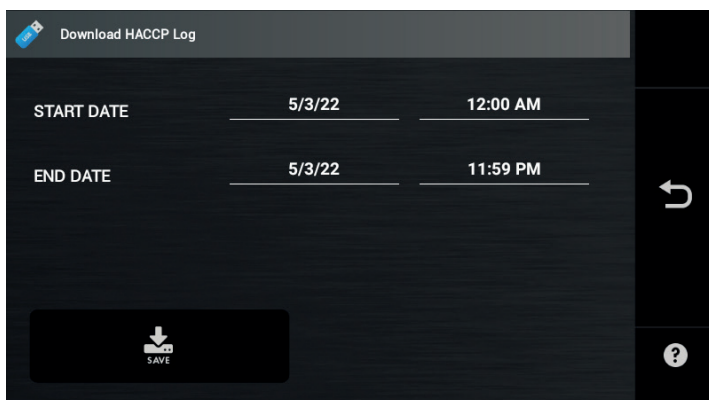 USB
Download HACCP Log
START DATE 5/3/22 12:00 AM
END DATE 5/3/22 11:59 PM
SAVE
?